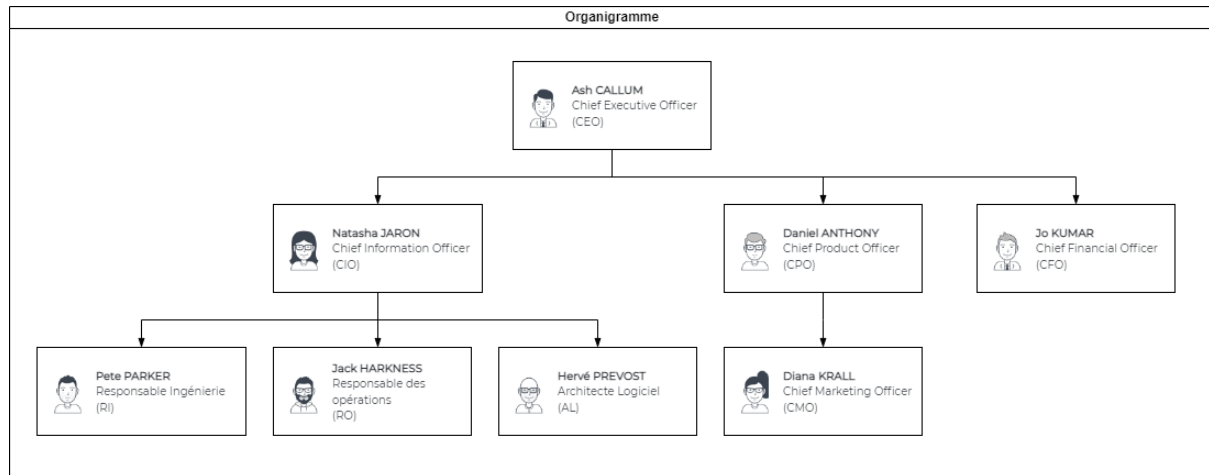 Organigramme
Ash CALLUM
Chief Executive Officer
(CEO)
Natasha JARON
Chief Information Officer
(CIO)
Daniel ANTHONY
Chief Product Officer
(CPO)
Jo KUMAR
Chief Financial Officer
(CFO)
Pete PARKER
Responsable Ingénierie
(RI)
Jack HARKNESS
Responsable des
opérations
(RO)
Hervé PREVOST
Architecte Logiciel
(AL)
Diana KRALL
Chief Marketing Officer
(CMO)